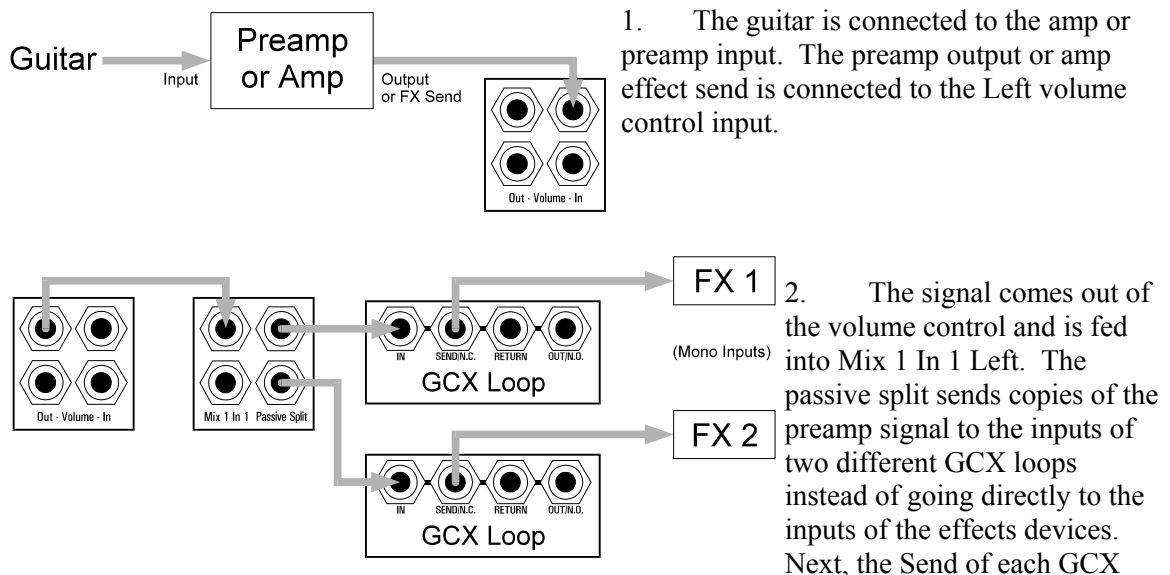 Guitar
Input
Preamp
or Amp
Output
or FX Send
Out - Volume - In
1. The guitar is connected to the amp or
preamp input. The preamp output or amp
effect send is connected to the Left volume
control input.
Out - Volume - In
Mix 1 In 1 Passive Split
IN SEND/N.C. RETURN OUT/N.O.
GCX Loop
FX 1
(Mono Inputs)
FX 2
IN SEND/N.C. RETURN OUT/N.O.
GCX Loop
2. The signal comes out of
the volume control and is fed
into Mix 1 In 1 Left. The
passive split sends copies of the
preamp signal to the inputs of
two different GCX loops
instead of going directly to the
inputs of the effects devices.
Next, the Send of each GCX